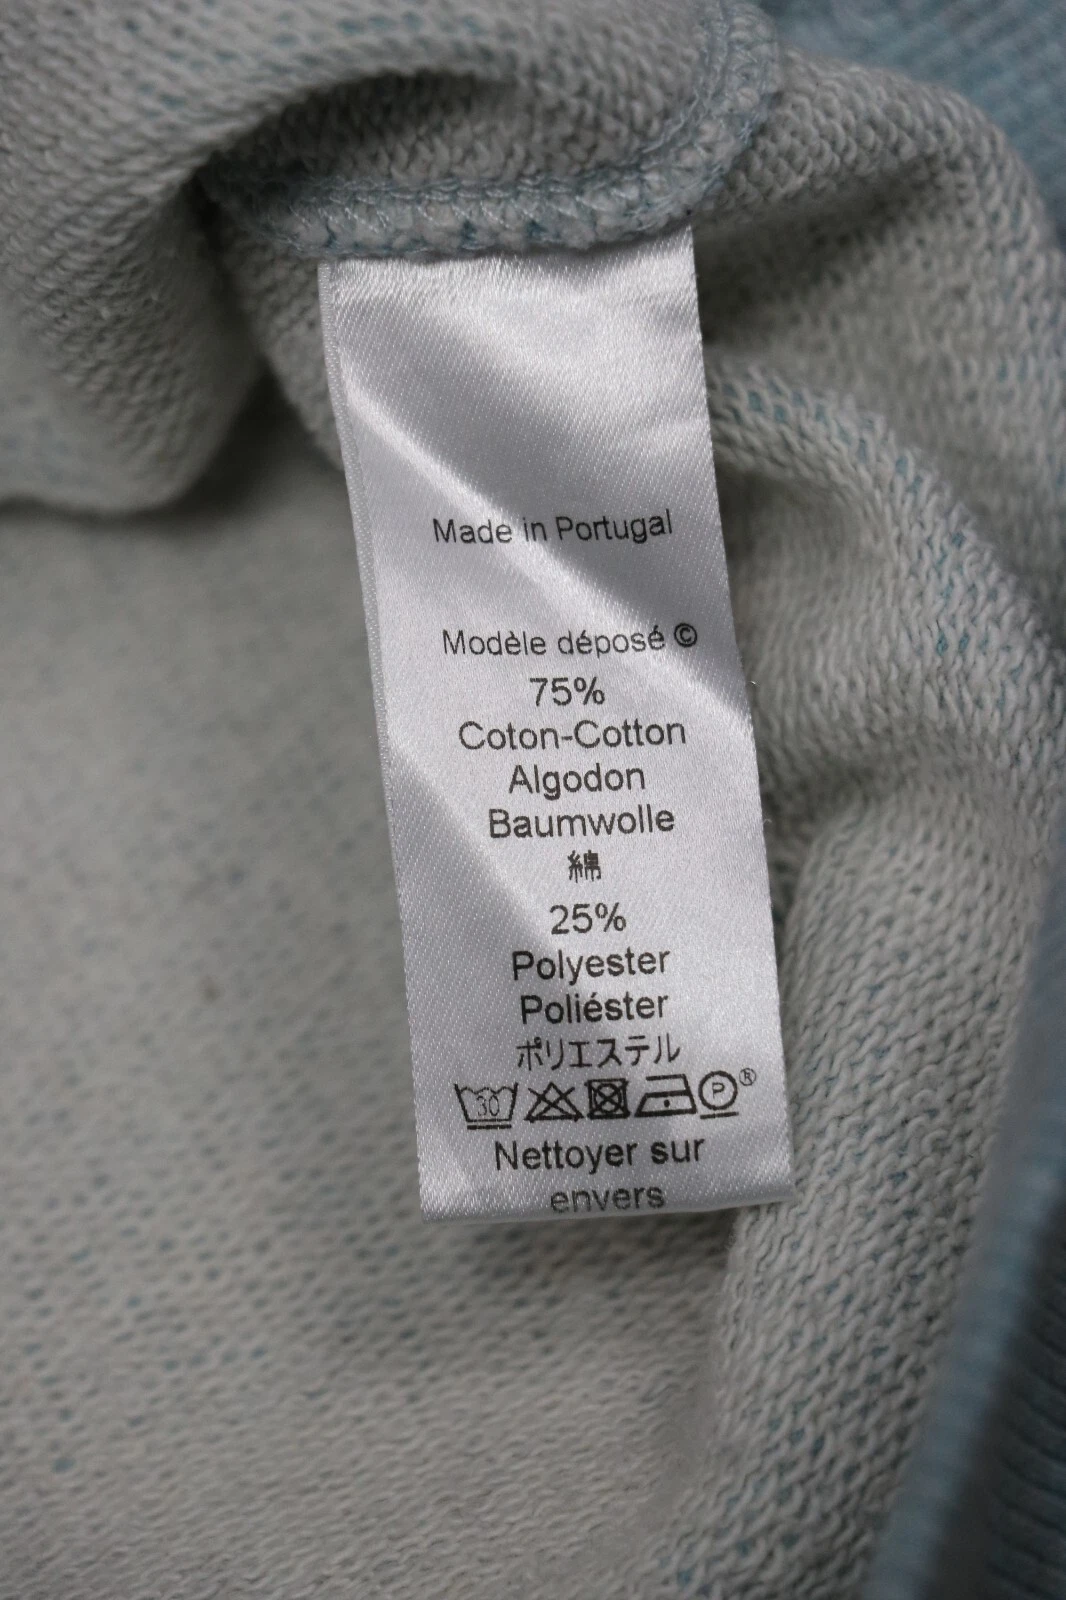 Made in Portugal
Modèle déposé ©
75%
Coton-Cotton
Algodon
Baumwolle
綿
25%
Polyester
Poliéster
ポリエステル
30 P ®
Nettoyer sur
envers